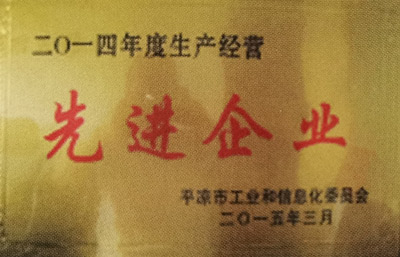 二〇一四年度生产经营
先进企业
平凉市工业和信息化委员会
二〇一五年三月